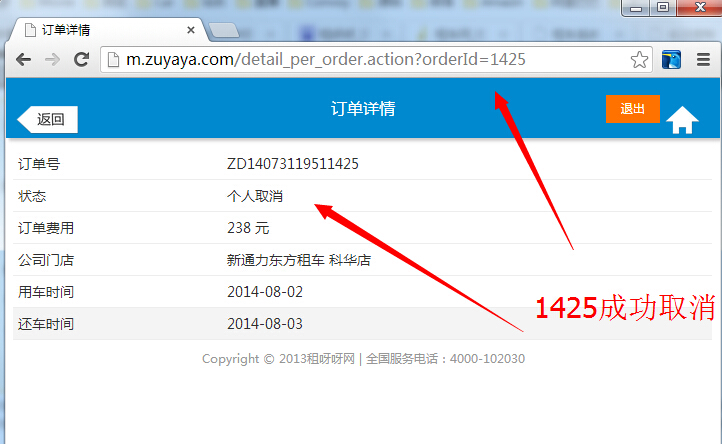 订单详情
m.zuyaya.com/detail_per_order.action?orderId=1425
返回
订单详情
退出
订单号 ZD14073119511425
状态 个人取消
订单费用 238 元
公司门店 新通力东方租车 科华店
用车时间 2014-08-02
1425成功取消
还车时间 2014-08-03
Copyright © 2013租呀呀网 | 全国服务电话：4000-102030